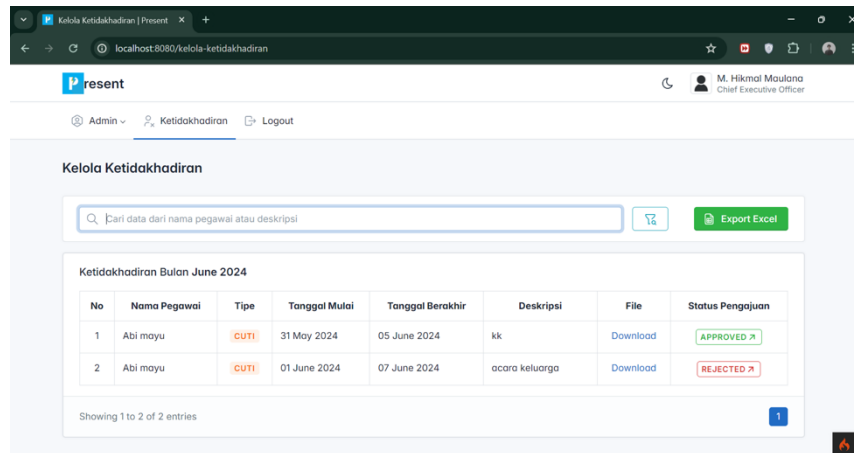 Kelola Ketidakhadiran | Present
localhost:8080/kelola-ketidakhadiran
Present
M. Hikmal Maulana
Chief Executive Officer
Admin Ketidakhadiran Logout
Kelola Ketidakhadiran
Cari data dari nama pegawai atau deskripsi
Export Excel
Ketidakhadiran Bulan June 2024
No Nama Pegawai Tipe Tanggal Mulai Tanggal Berakhir Deskripsi File Status Pengajuan
1 Abi mayu CUTI 31 May 2024 05 June 2024 kk Download APPROVED
2 Abi mayu CUTI 01 June 2024 07 June 2024 acara keluarga Download REJECTED
Showing 1 to 2 of 2 entries
1